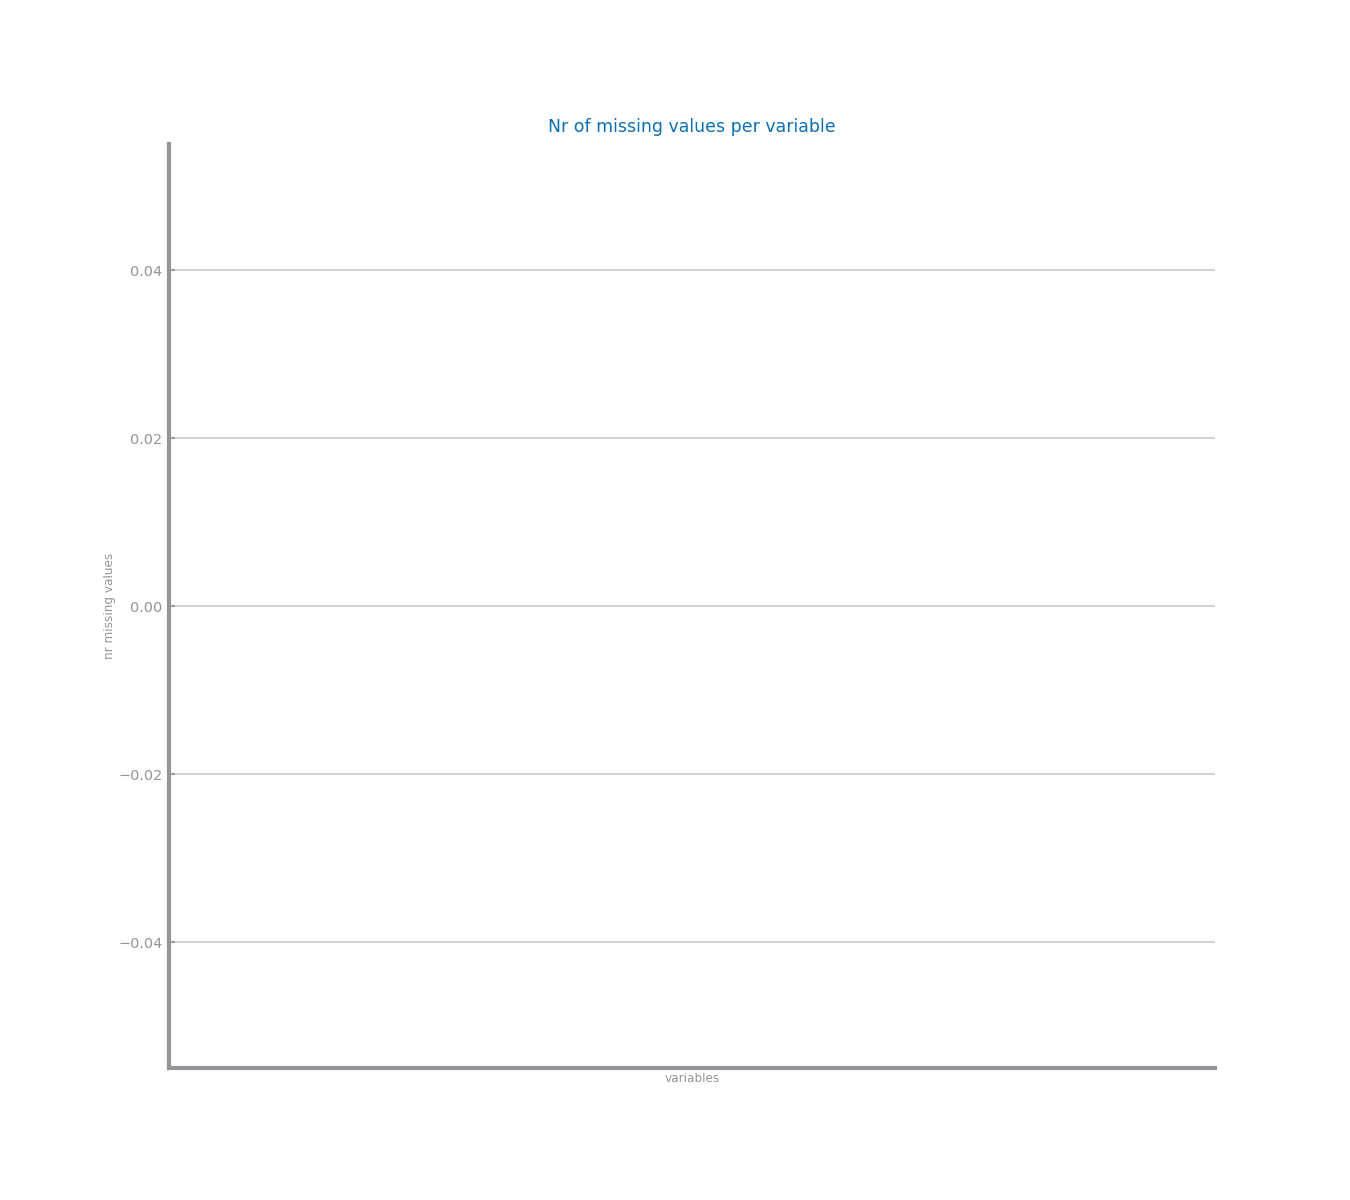 Nr of missing values per variable
0.04
0.02
0.00
−0.02
−0.04
nr missing values
variables